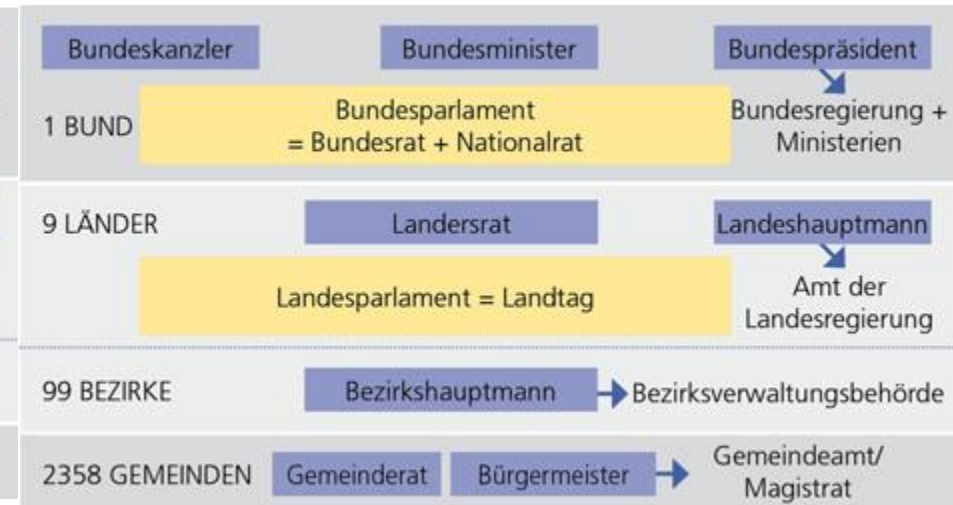 Bundeskanzler
Bundesminister
Bundespräsident
1 BUND
Bundesparlament
= Bundesrat + Nationalrat
Bundesregierung +
Ministerien
9 LÄNDER
Landersrat
Landeshauptmann
Landesparlament = Landtag
Amt der
Landesregierung
99 BEZIRKE
Bezirkshauptmann
Bezirksverwaltungsbehörde
2358 GEMEINDEN
Gemeinderat
Bürgermeister
Gemeindeamt/
Magistrat